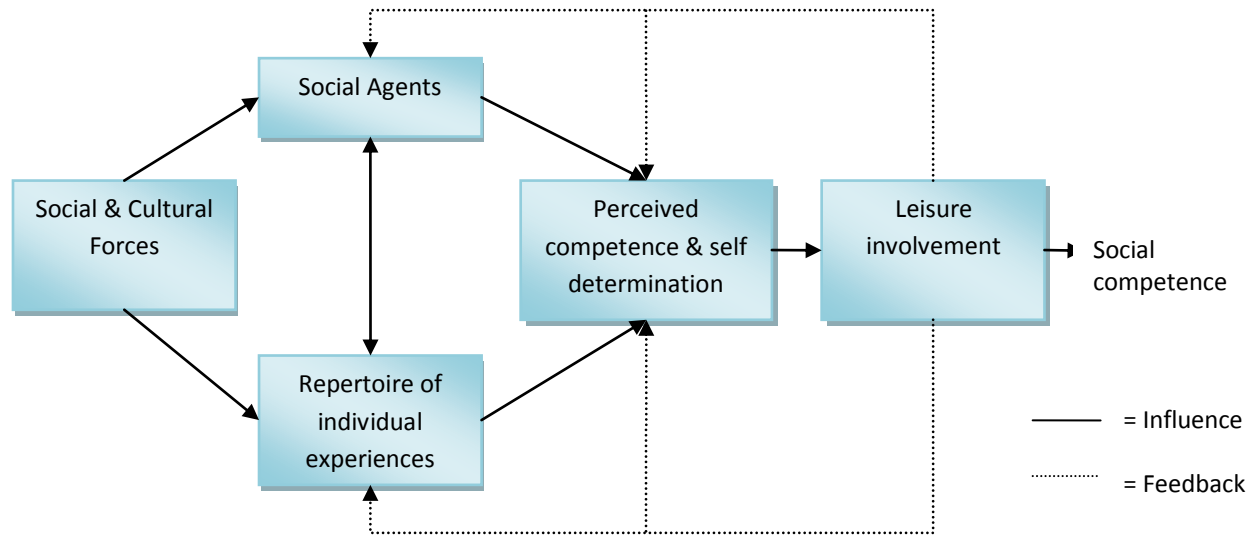 Social Agents
Social & Cultural
Forces
Perceived
competence & self
determination
Leisure
involvement
Social
competence
Repertoire of
individual
experiences
= Influence
= Feedback